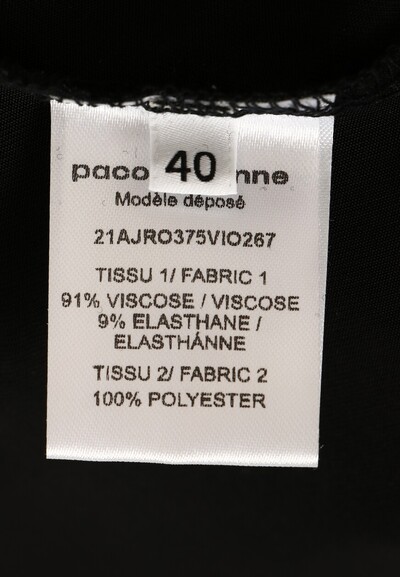 40
paco nne
Modèle déposé
21AJRO375VIO267
TISSU 1/ FABRIC 1
91% VISCOSE / VISCOSE
9% ELASTHANE /
ELASTHÁNNE
TISSU 2/ FABRIC 2
100% POLYESTER